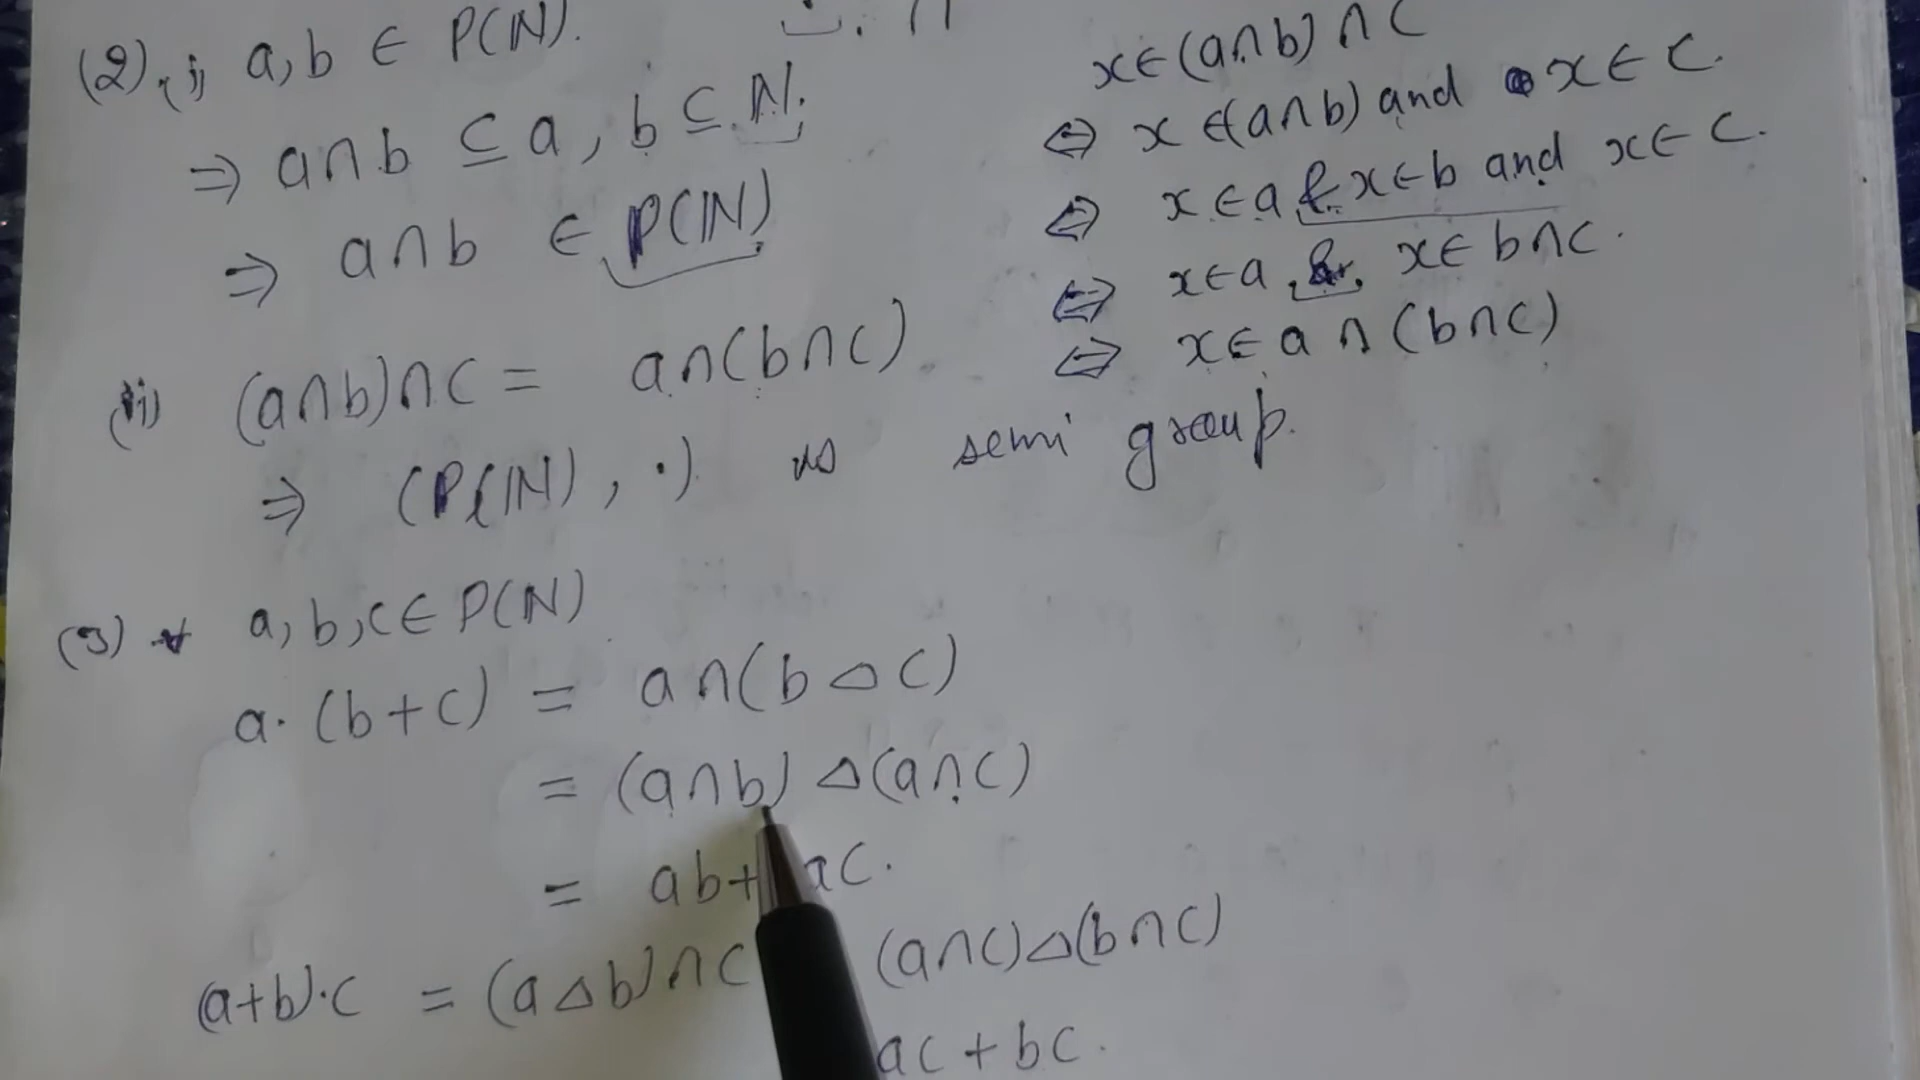 (2) (i) a, b ∈ P(N).
⇒ a∩b ⊆ a, b ⊆ N.
⇒ a∩b ∈ P(N)
(ii) (a∩b)∩c = a∩(b∩c)
x∈(a∩b)∩c
⇔ x∈(a∩b) and x∈c.
⇔ x∈a & x∈b and x∈c.
⇔ x∈a & x∈b∩c.
⇔ x∈a∩(b∩c)
⇒ (P(N), ·) is semi group.
(3) ∀ a, b, c ∈ P(N)
a·(b+c) = a∩(b△c)
= (a∩b)△(a∩c)
= ab+ac.
(a+b)·c = (a△b)∩c (a∩c)△(b∩c)
ac+bc.